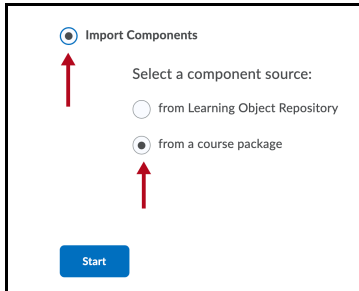 Import Components
Select a component source:
from Learning Object Repository
from a course package
Start